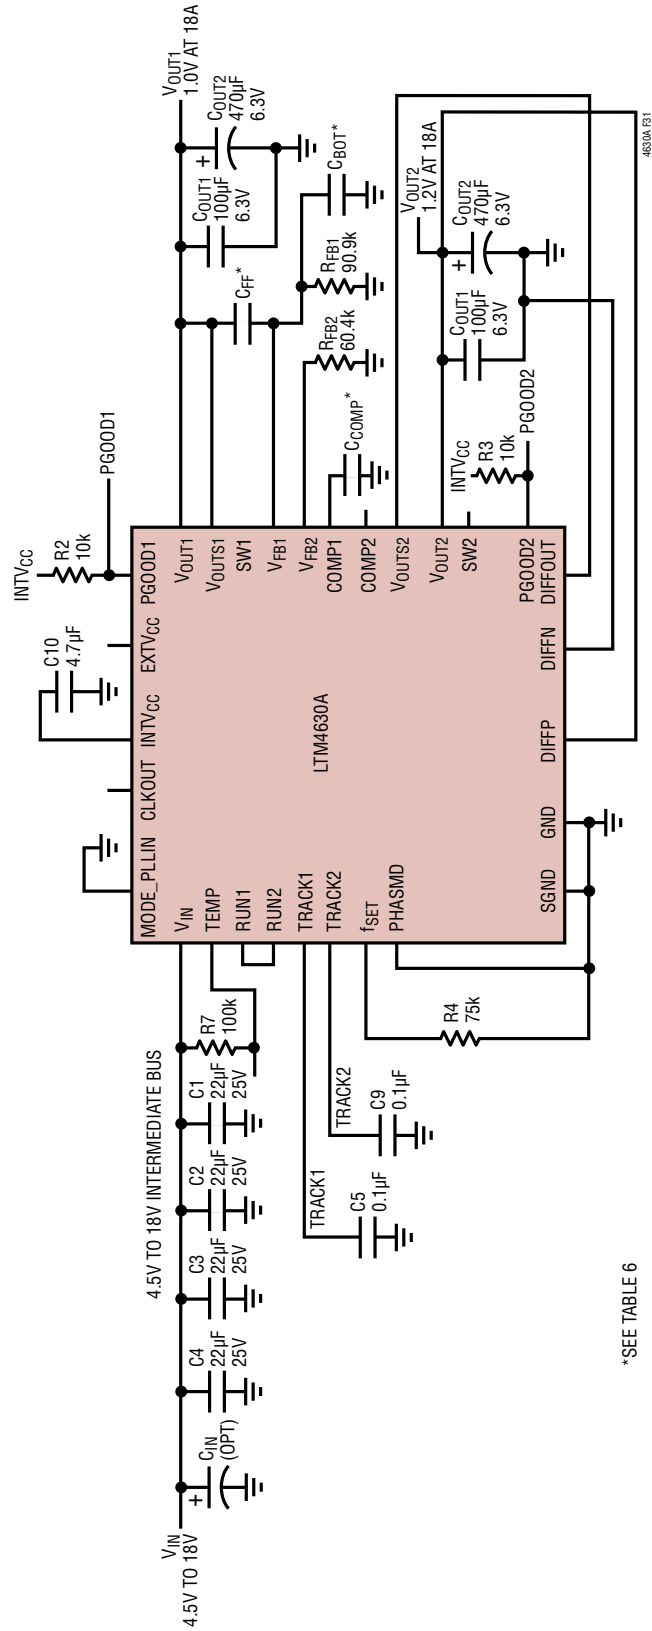 INTVCC
R2
10k
PGOOD1
C10
4.7µF
MODE_PLLIN
CLKOUT
INTVCC
EXTVCC
PGOOD1
VIN
4.5V TO 18V
CIN
(OPT)
4.5V TO 18V INTERMEDIATE BUS
C4
22µF
25V
C3
22µF
25V
C2
22µF
25V
C1
22µF
25V
R7
100k
VIN
TEMP
RUN1
RUN2
TRACK1
TRACK2
fSET
PHASMD
LTM4630A
VOUT1
VOUTS1
SW1
VFB1
VFB2
COMP1
COMP2
VOUTS2
VOUT2
SW2
PGOOD2
VOUT1
1.0V AT 18A
COUT1
100µF
6.3V
COUT2
470µF
6.3V
CFF*
CBOT*
RFB1
90.9k
RFB2
60.4k
CCOMP*
TRACK1
C5
0.1µF
TRACK2
C9
0.1µF
R4
75k
VOUT2
1.2V AT 18A
COUT1
100µF
6.3V
COUT2
470µF
6.3V
INTVCC
R3
10k
PGOOD2
SGND
GND
DIFFP
DIFFN
DIFFOUT
*SEE TABLE 6
4630A F31